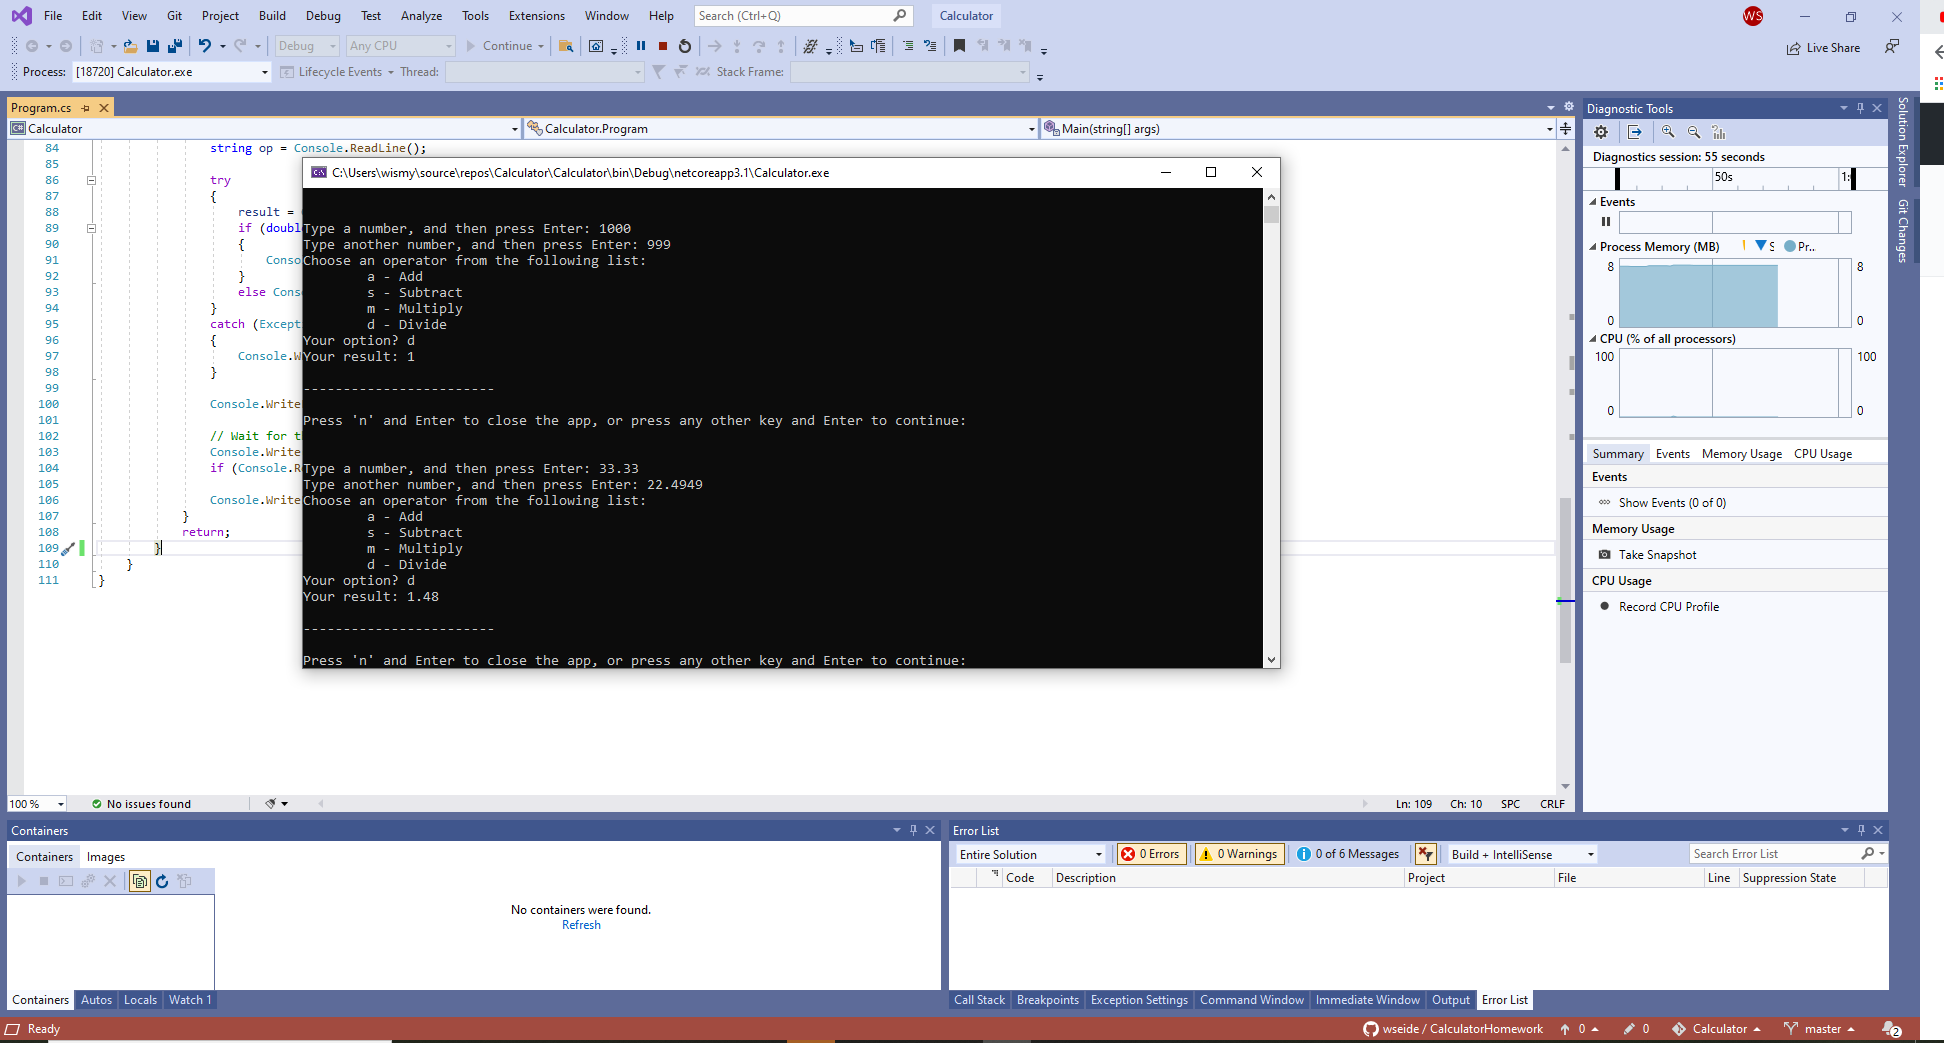 File Edit View Git Project Build Debug Test Analyze Tools Extensions Window Help Search (Ctrl+Q) Calculator WS
Debug Any CPU Continue Live Share
Process: [18720] Calculator.exe Lifecycle Events Thread: Stack Frame:
Program.cs
Calculator Calculator.Program Main(string[] args)
84 string op = Console.ReadLine();
85
86 try
87 {
88 result =
89 if (doubl
90 {
91 Conso
92 }
93 else Cons
94 }
95 catch (Except
96 {
97 Console.W
98 }
99
100 Console.Write
101
102 // Wait for t
103 Console.Write
104 if (Console.R
105
106 Console.Write
107 }
108 return;
109 }
110 }
111 }
C:\Users\wismy\source\repos\Calculator\Calculator\bin\Debug\netcoreapp3.1\Calculator.exe
Type a number, and then press Enter: 1000
Type another number, and then press Enter: 999
Choose an operator from the following list:
a - Add
s - Subtract
m - Multiply
d - Divide
Your option? d
Your result: 1
------------------------
Press 'n' and Enter to close the app, or press any other key and Enter to continue:
Type a number, and then press Enter: 33.33
Type another number, and then press Enter: 22.4949
Choose an operator from the following list:
a - Add
s - Subtract
m - Multiply
d - Divide
Your option? d
Your result: 1.48
------------------------
Press 'n' and Enter to close the app, or press any other key and Enter to continue:
100 % No issues found Ln: 109 Ch: 10 SPC CRLF
Diagnostic Tools
Diagnostics session: 55 seconds
50s 1:
Events
Process Memory (MB) S Pr..
8 8
0 0
CPU (% of all processors)
100 100
0 0
Summary Events Memory Usage CPU Usage
Events
Show Events (0 of 0)
Memory Usage
Take Snapshot
CPU Usage
Record CPU Profile
Solution Explorer
Git Changes
Containers
Containers Images
No containers were found.
Refresh
Containers Autos Locals Watch 1
Error List
Entire Solution 0 Errors 0 Warnings 0 of 6 Messages Build + IntelliSense Search Error List
Code Description Project File Line Suppression State
Call Stack Breakpoints Exception Settings Command Window Immediate Window Output Error List
Ready wseide / CalculatorHomework 0 0 Calculator master 2